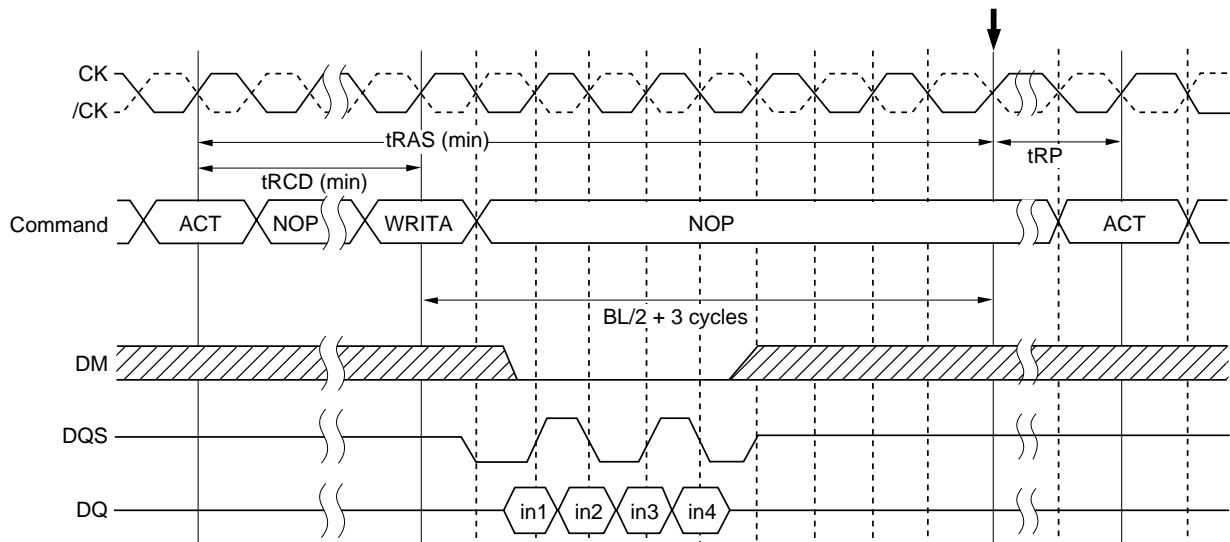 CK
/CK
tRAS (min)
tRP
tRCD (min)
Command ACT NOP WRITA NOP ACT
BL/2 + 3 cycles
DM
DQS
DQ in1 in2 in3 in4